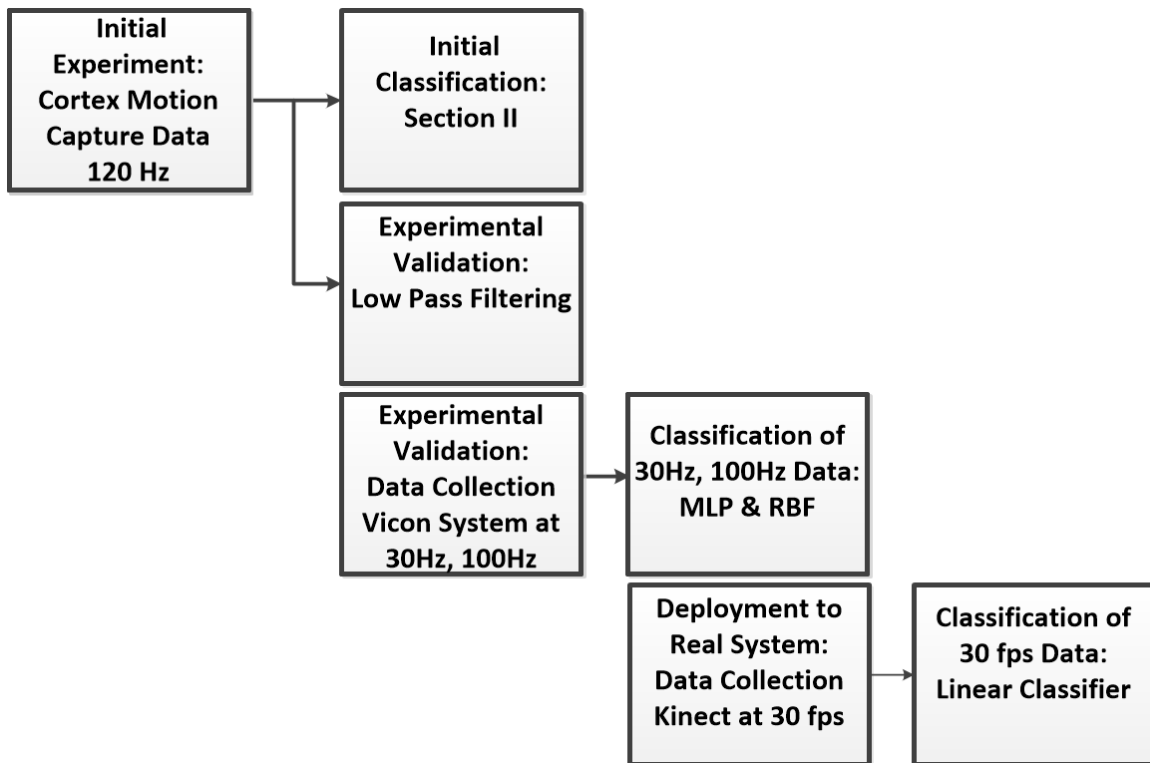 Initial
Experiment:
Cortex Motion
Capture Data
120 Hz
Initial
Classification:
Section II
Experimental
Validation:
Low Pass Filtering
Experimental
Validation:
Data Collection
Vicon System at
30Hz, 100Hz
Classification of
30Hz, 100Hz Data:
MLP & RBF
Deployment to
Real System:
Data Collection
Kinect at 30 fps
Classification of
30 fps Data:
Linear Classifier